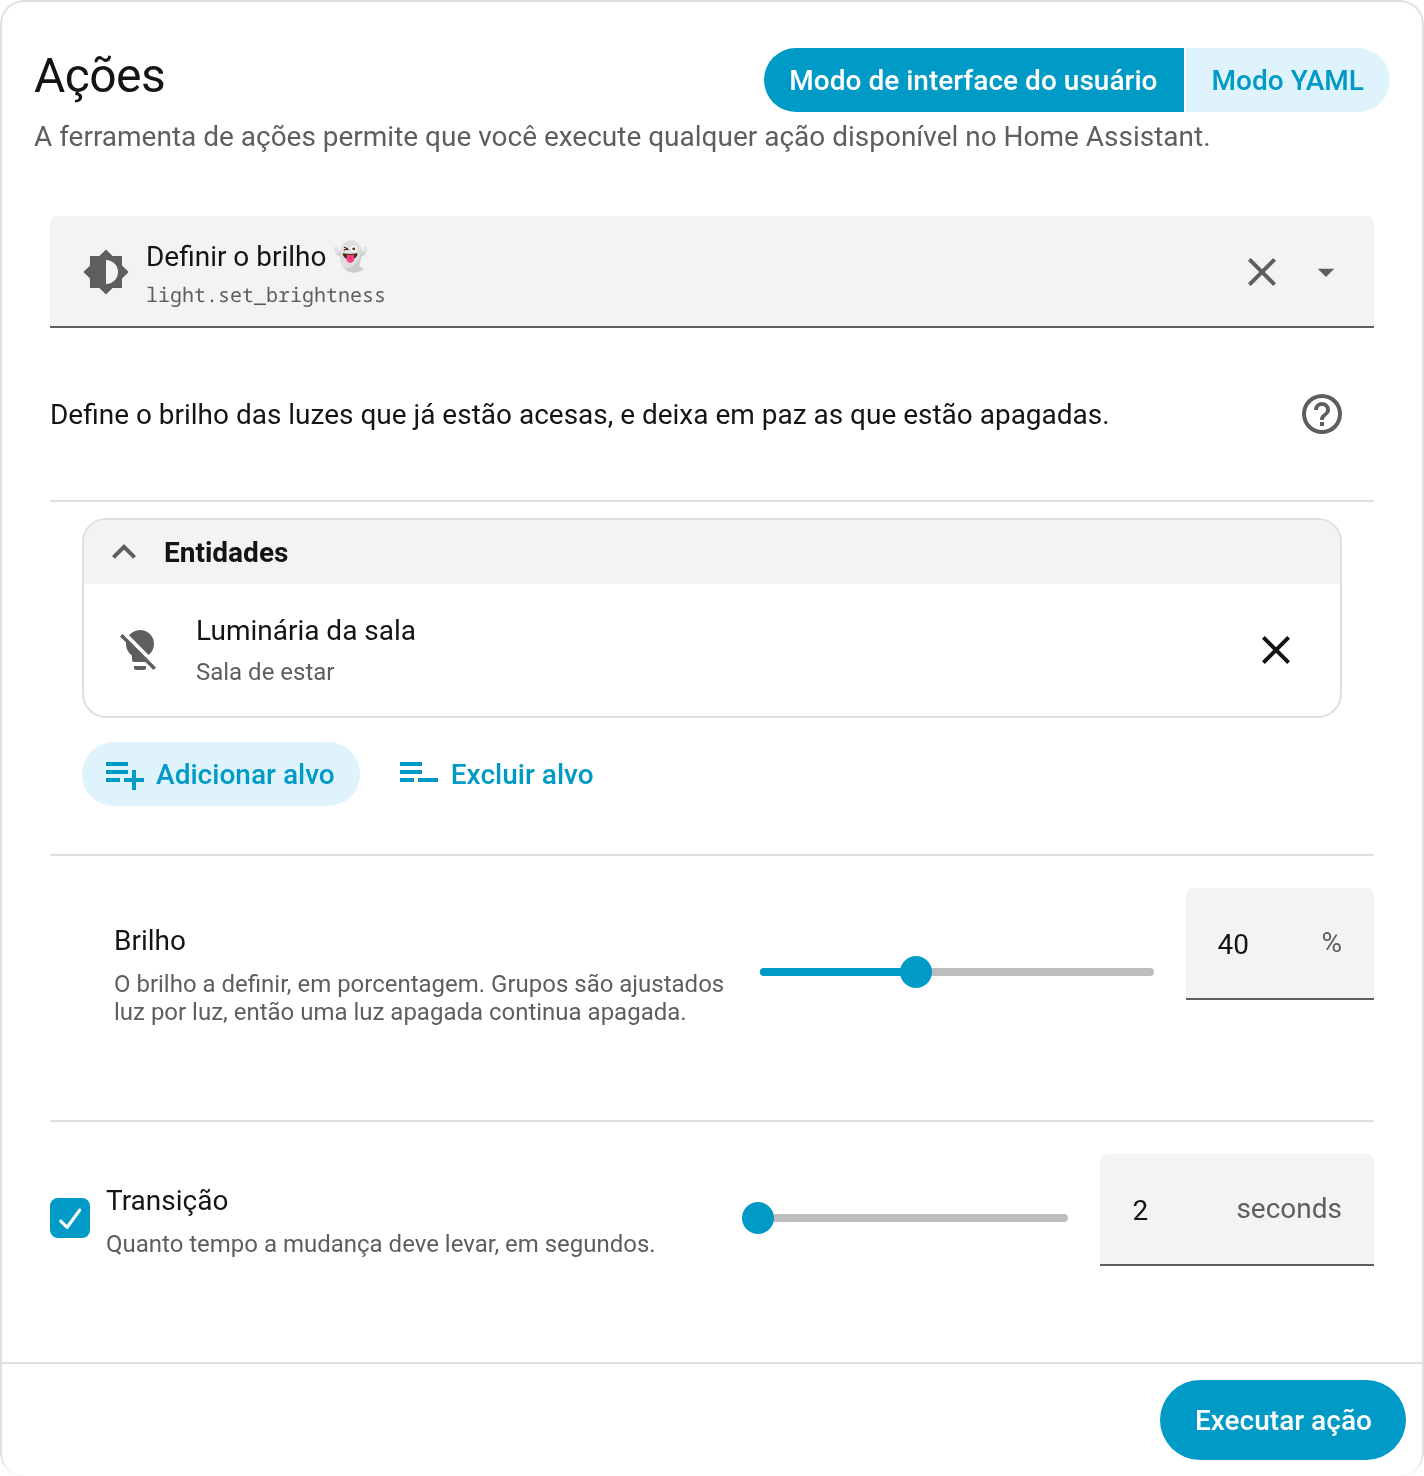 Ações
Modo de interface do usuário
Modo YAML
A ferramenta de ações permite que você execute qualquer ação disponível no Home Assistant.
Definir o brilho 👻
light.set_brightness
Define o brilho das luzes que já estão acesas, e deixa em paz as que estão apagadas.
Entidades
Luminária da sala
Sala de estar
Adicionar alvo
Excluir alvo
Brilho
O brilho a definir, em porcentagem. Grupos são ajustados
luz por luz, então uma luz apagada continua apagada.
40 %
Transição
Quanto tempo a mudança deve levar, em segundos.
2 seconds
Executar ação